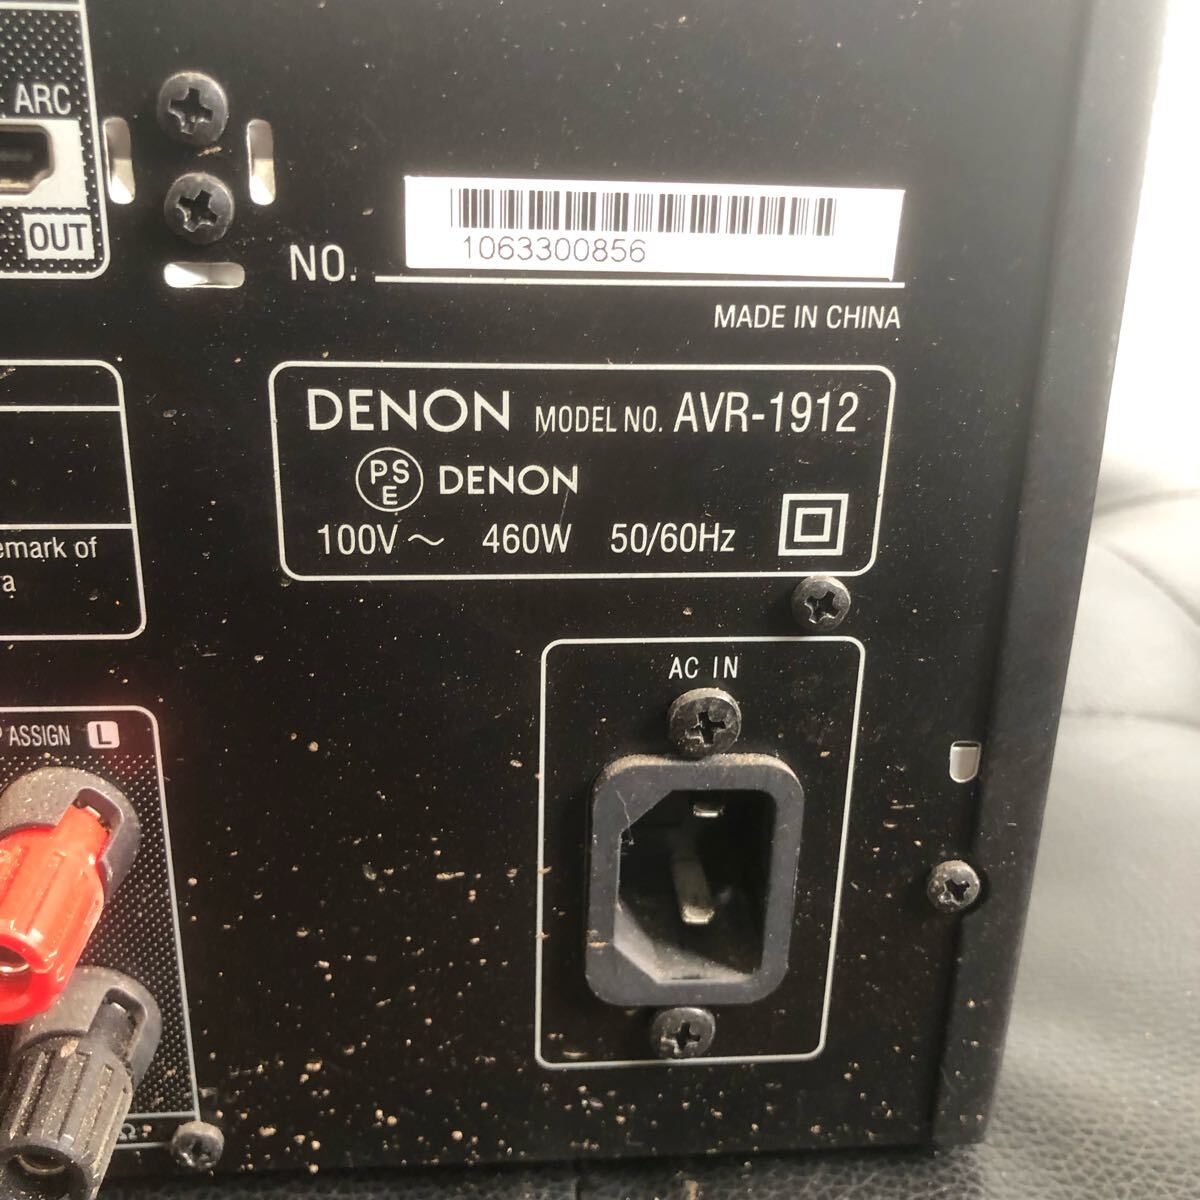 ARC
OUT
1063300856
NO.
MADE IN CHINA
DENON MODEL NO. AVR-1912
PSE DENON
100V～ 460W 50/60Hz
emark of
a
AC IN
P ASSIGN L
Ω